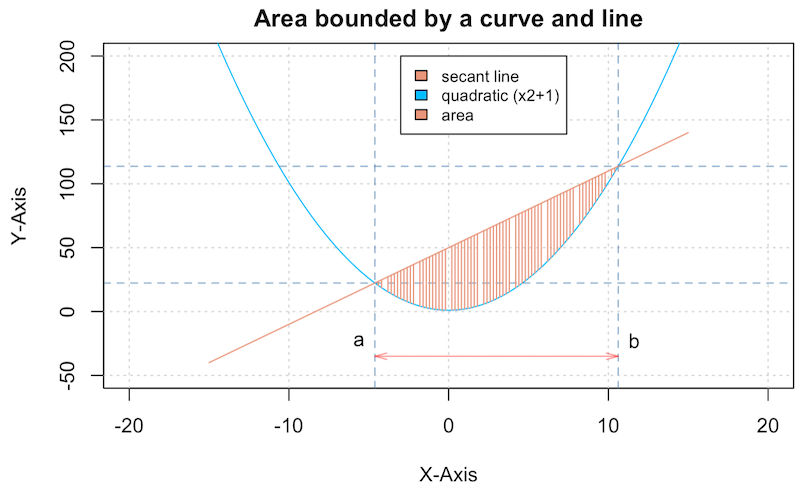 Area bounded by a curve and line
secant line
quadratic (x2+1)
area
Y-Axis
200
150
100
50
0
-50
a
b
-20
-10
0
10
20
X-Axis